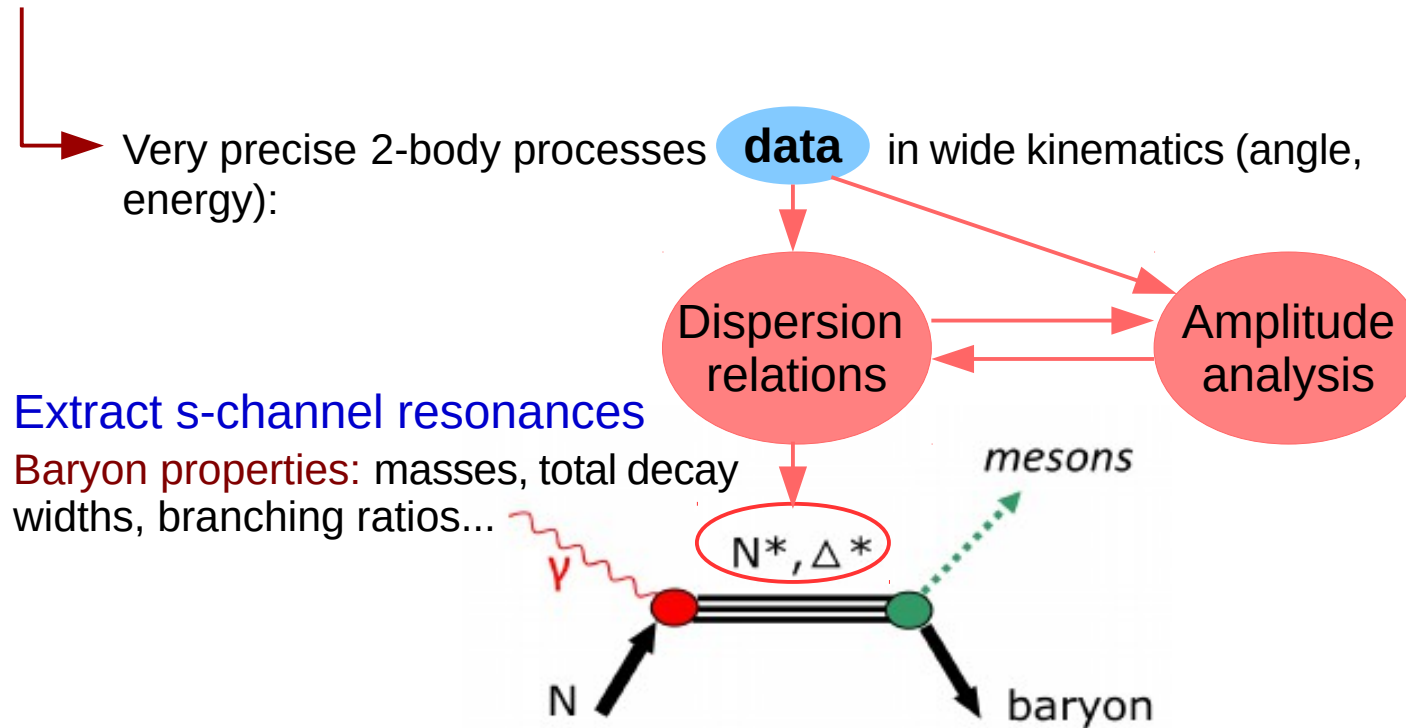 Very precise 2-body processes data in wide kinematics (angle,
energy):
Dispersion
relations
Amplitude
analysis
Extract s-channel resonances
Baryon properties: masses, total decay
widths, branching ratios...
mesons
N*, Δ*
γ
N
baryon